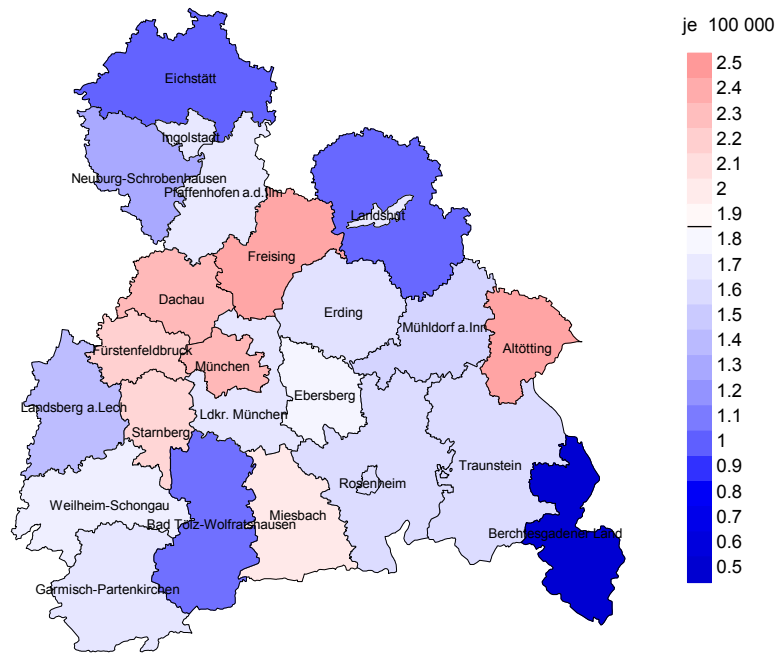 je 100 000
Eichstätt
Ingolstadt
Neuburg-Schrobenhausen
Pfaffenhofen a.d.Ilm
Landshut
Freising
Dachau
Erding
Mühldorf a.Inn
Altötting
Fürstenfeldbruck
München
Ebersberg
Landsberg a.Lech
Ldkr. München
Starnberg
Traunstein
Rosenheim
Weilheim-Schongau
Miesbach
Bad Tölz-Wolfratshausen
Berchtesgadener Land
Garmisch-Partenkirchen
2.5
2.4
2.3
2.2
2.1
2
1.9
1.8
1.7
1.6
1.5
1.4
1.3
1.2
1.1
1
0.9
0.8
0.7
0.6
0.5